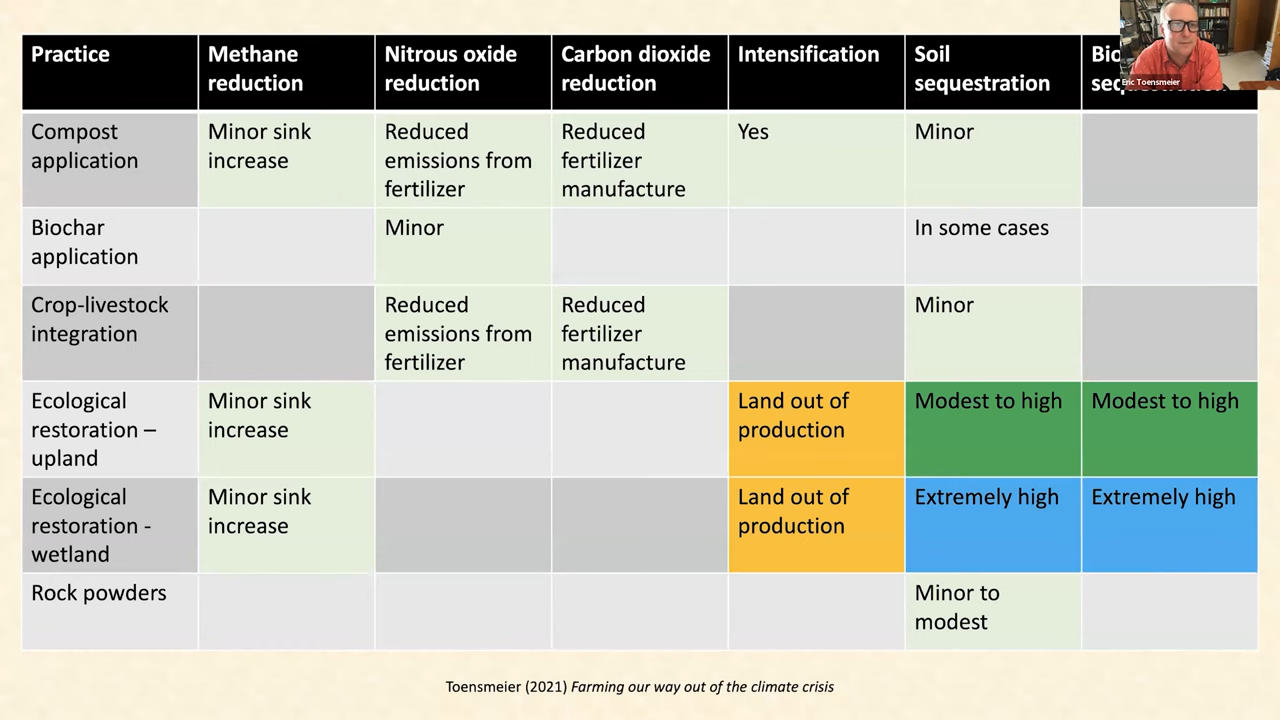 Practice
Methane
reduction
Nitrous oxide
reduction
Carbon dioxide
reduction
Intensification
Soil
sequestration
Eric Toensmeier
Compost
application
Minor sink
increase
Reduced
emissions from
fertilizer
Reduced
fertilizer
manufacture
Yes
Minor
Biochar
application
Minor
In some cases
Crop-livestock
integration
Reduced
emissions from
fertilizer
Reduced
fertilizer
manufacture
Minor
Ecological
restoration –
upland
Minor sink
increase
Land out of
production
Modest to high
Modest to high
Ecological
restoration -
wetland
Minor sink
increase
Land out of
production
Extremely high
Extremely high
Rock powders
Minor to
modest
Toensmeier (2021) Farming our way out of the climate crisis